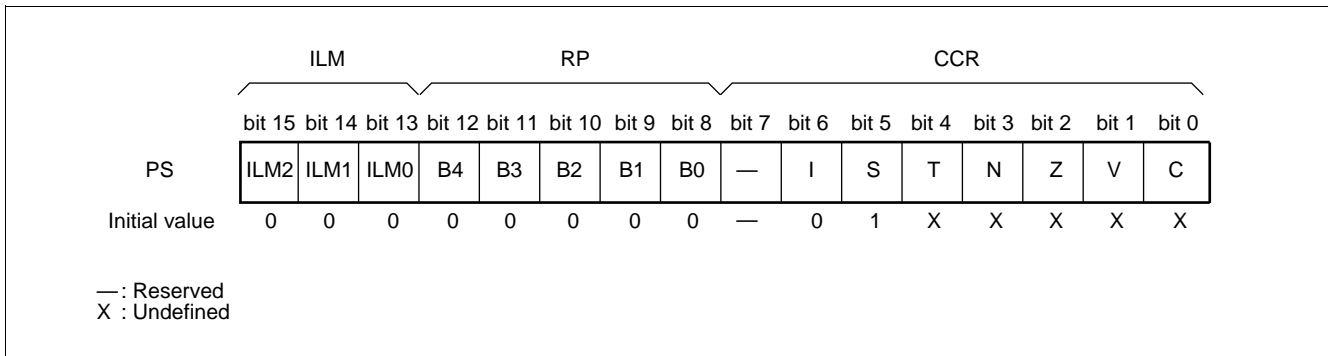 ILM RP CCR
bit 15 bit 14 bit 13 bit 12 bit 11 bit 10 bit 9 bit 8 bit 7 bit 6 bit 5 bit 4 bit 3 bit 2 bit 1 bit 0
PS ILM2 ILM1 ILM0 B4 B3 B2 B1 B0 — I S T N Z V C
Initial value 0 0 0 0 0 0 0 0 — 0 1 X X X X X
— : Reserved
X : Undefined